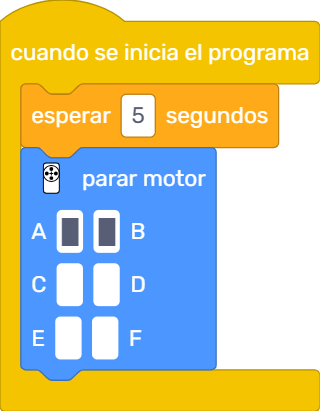 cuando se inicia el programa
esperar 5 segundos
parar motor
A B
C D
E F